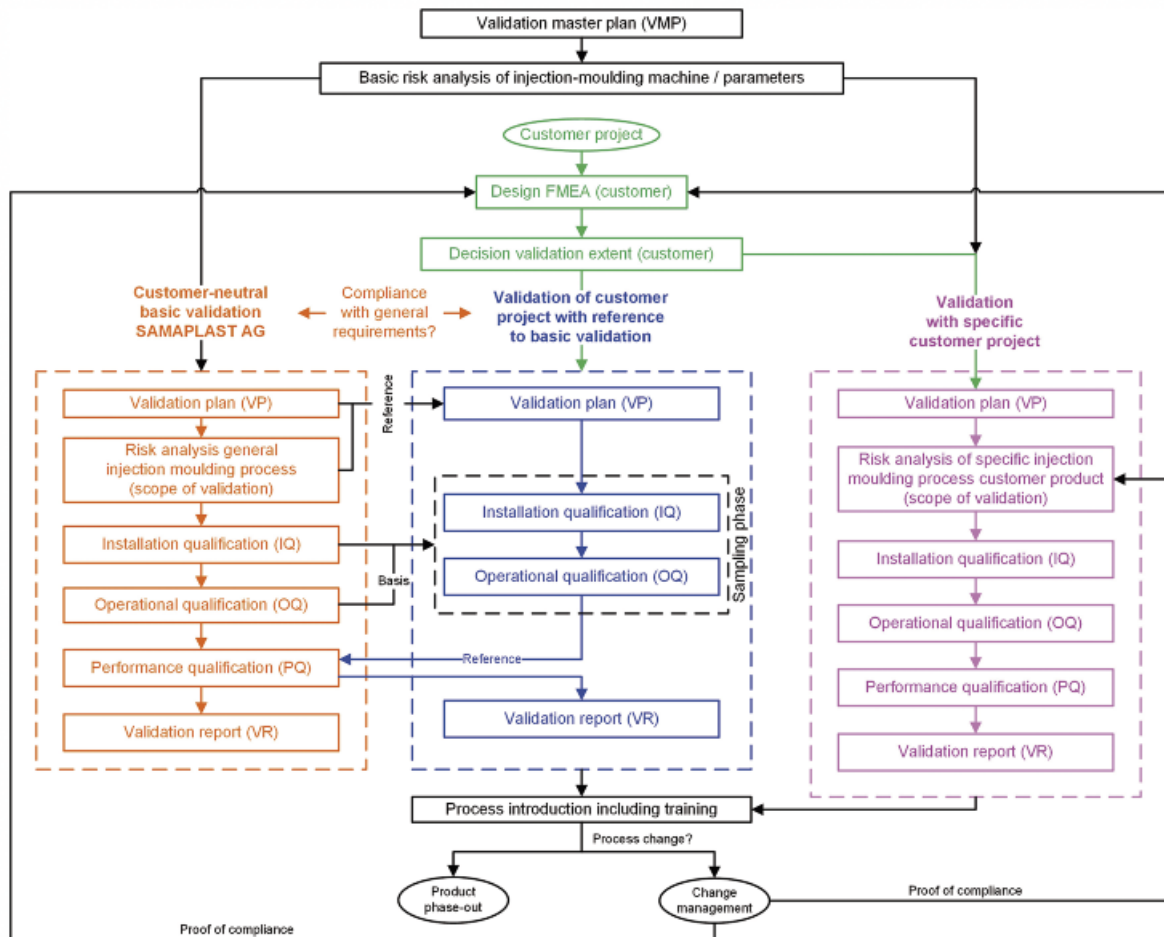 Validation master plan (VMP)
Basic risk analysis of injection-moulding machine / parameters
Customer project
Design FMEA (customer)
Decision validation extent (customer)
Customer-neutral
basic validation
SAMAPLAST AG
Compliance
with general
requirements?
Validation of customer
project with reference
to basic validation
Validation
with specific
customer project
Validation plan (VP)
Risk analysis general
injection moulding process
(scope of validation)
Installation qualification (IQ)
Operational qualification (OQ)
Performance qualification (PQ)
Validation report (VR)
Reference
Basis
Validation plan (VP)
Installation qualification (IQ)
Operational qualification (OQ)
Sampling phase
Reference
Validation report (VR)
Validation plan (VP)
Risk analysis of specific injection
moulding process customer product
(scope of validation)
Installation qualification (IQ)
Operational qualification (OQ)
Performance qualification (PQ)
Validation report (VR)
Process introduction including training
Process change?
Product
phase-out
Change
management
Proof of compliance
Proof of compliance